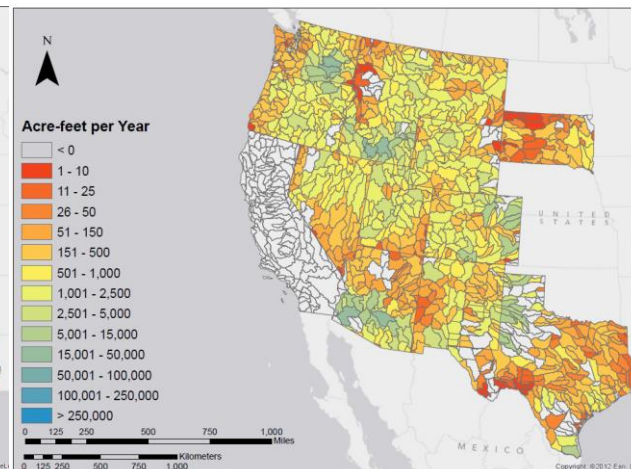 N
Acre-feet per Year
< 0
1 - 10
11 - 25
26 - 50
51 - 150
151 - 500
501 - 1,000
1,001 - 2,500
2,501 - 5,000
5,001 - 15,000
15,001 - 50,000
50,001 - 100,000
100,001 - 250,000
> 250,000
UNITED
STATES
MEXICO
0 250 500 750 1,000
Miles
Kilometers
0 125 250 500 750 1,000
Copyright: ©2012 Esri